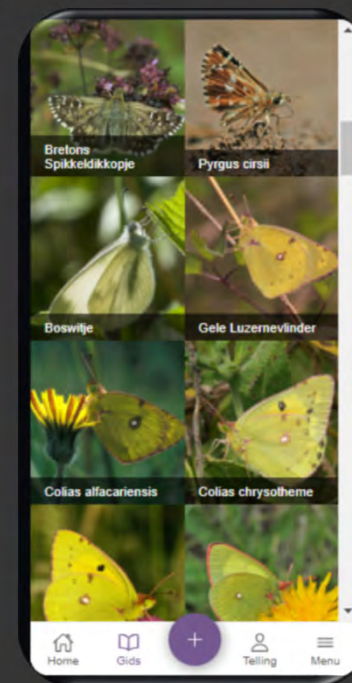 Bretons
Spikkeldikkopje
Pyrgus cirsii
Boswitje
Gele Luzernevlinder
Colias alfacariensis
Colias chrysotheme
Home
Gids
+
Telling
Menu